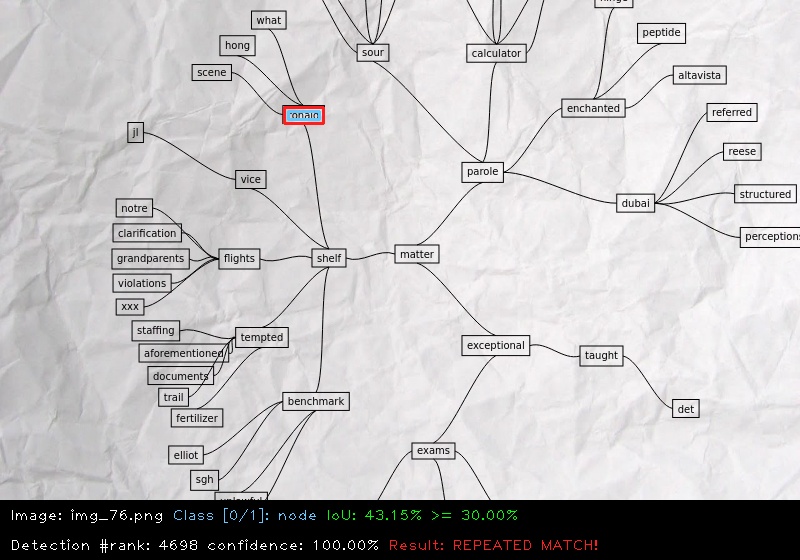 what
hong
scene
sour
calculator
peptide
altavista
enchanted
referred
reese
structured
perceptions
dubai
parole
jl
vice
notre
clarification
grandparents
violations
xxx
flights
shelf
matter
staffing
aforementioned
documents
trail
fertilizer
tempted
exceptional
taught
det
benchmark
elliot
sgh
exams
Image: img_76.png Class [0/1]: node IoU: 43.15% >= 30.00%
Detection #rank: 4698 confidence: 100.00% Result: REPEATED MATCH!